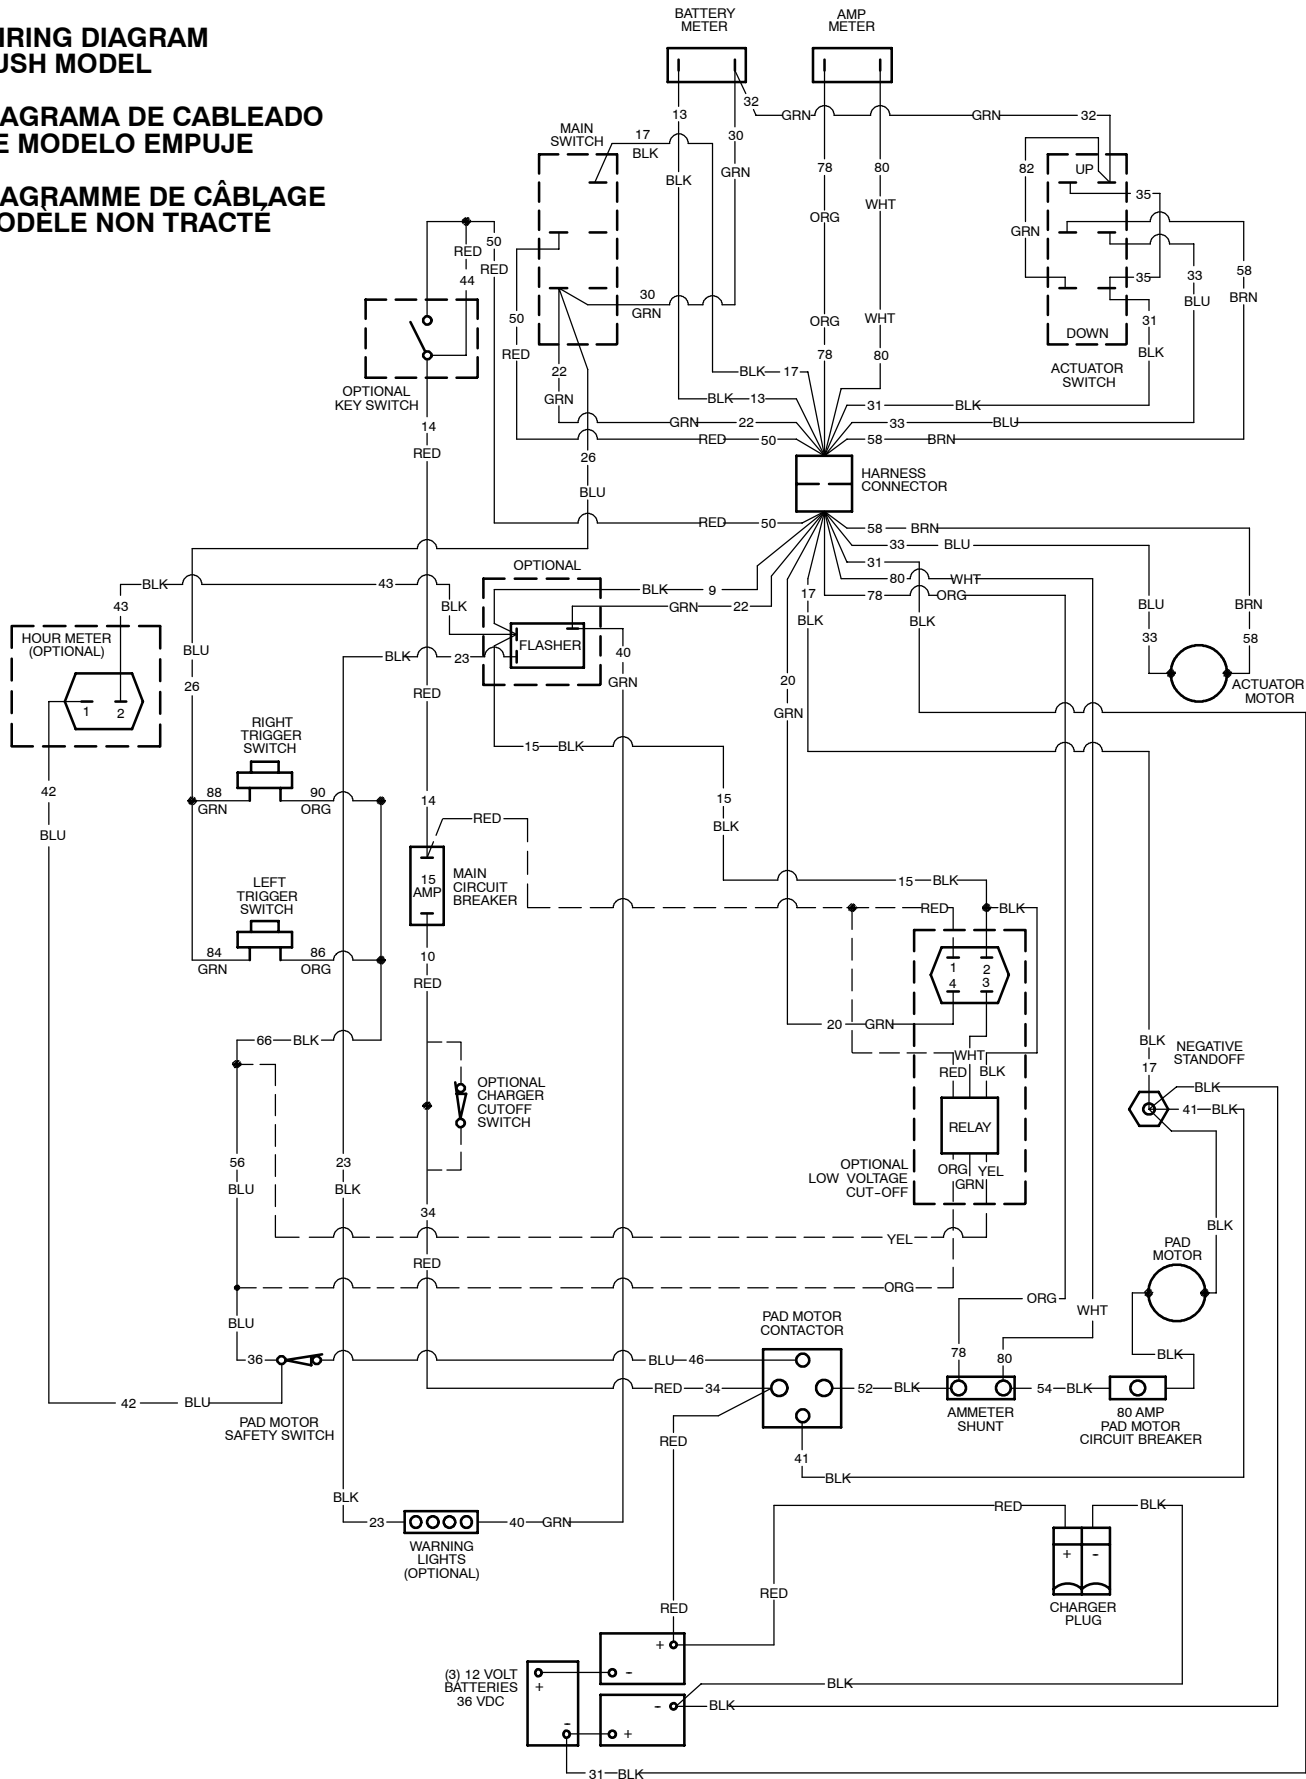 IRING DIAGRAM
USH MODEL
AGRAMA DE CABLEADO
E MODELO EMPUJE
AGRAMME DE CÂBLAGE
ODÈLE NON TRACTÉ
BATTERY
METER
AMP
METER
32
GRN
GRN
32
13
30
GRN
BLK
MAIN
SWITCH
17
BLK
78
ORG
ORG
78
80
WHT
WHT
80
82
GRN
UP
35
35
DOWN
33
BLU
58
BRN
31
BLK
ACTUATOR
SWITCH
RED
44
50
RED
50
RED
30
GRN
22
GRN
26
BLU
OPTIONAL
KEY SWITCH
14
RED
BLK
17
BLK
13
GRN
22
RED
50
31
BLK
33
BLU
58
BRN
HARNESS
CONNECTOR
RED
50
58
BRN
33
BLU
31
80
WHT
78
ORG
17
BLK
BLK
20
GRN
BLU
33
BRN
58
ACTUATOR
MOTOR
BLK
43
43
BLK
OPTIONAL
BLK
9
GRN
22
FLASHER
BLK
23
40
GRN
HOUR METER
(OPTIONAL)
1
2
BLU
26
RED
42
BLU
RIGHT
TRIGGER
SWITCH
88
GRN
90
ORG
15
BLK
15
BLK
14
RED
15
AMP
MAIN
CIRCUIT
BREAKER
LEFT
TRIGGER
SWITCH
84
GRN
86
ORG
10
RED
15
BLK
RED
BLK
1
2
4
3
20
GRN
WHT
RED
BLK
RELAY
ORG
GRN
YEL
OPTIONAL
LOW VOLTAGE
CUT-OFF
66
BLK
OPTIONAL
CHARGER
CUTOFF
SWITCH
BLK
17
NEGATIVE
STANDOFF
BLK
41
BLK
56
BLU
23
BLK
34
RED
YEL
ORG
BLK
PAD
MOTOR
BLU
36
ORG
WHT
PAD MOTOR
CONTACTOR
BLU
46
RED
34
52
BLK
78
80
54
BLK
BLK
AMMETER
SHUNT
80 AMP
PAD MOTOR
CIRCUIT BREAKER
42
BLU
PAD MOTOR
SAFETY SWITCH
RED
41
BLK
BLK
23
40
GRN
WARNING
LIGHTS
(OPTIONAL)
RED
BLK
+
-
CHARGER
PLUG
RED
RED
+
-
(3) 12 VOLT
BATTERIES
36 VDC
+
-
-
+
BLK
BLK
31
BLK